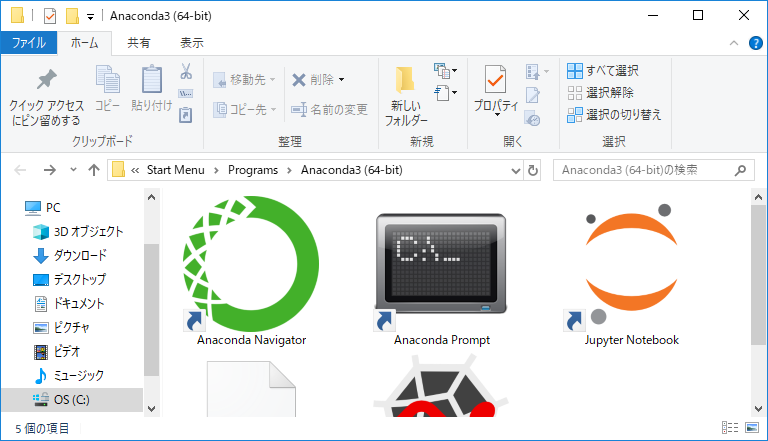 Anaconda3 (64-bit)
ファイル
ホーム
共有
表示
クイック アクセス
にピン留めする
コピー
貼り付け
クリップボード
移動先
コピー先
削除
名前の変更
整理
新しい
フォルダー
新規
プロパティ
開く
すべて選択
選択解除
選択の切り替え
選択
« Start Menu > Programs > Anaconda3 (64-bit)
Anaconda3 (64-bit)の検索
PC
3D オブジェクト
ダウンロード
デスクトップ
ドキュメント
ピクチャ
ビデオ
ミュージック
OS (C:)
C:\_
Anaconda Navigator
Anaconda Prompt
Jupyter Notebook
5 個の項目